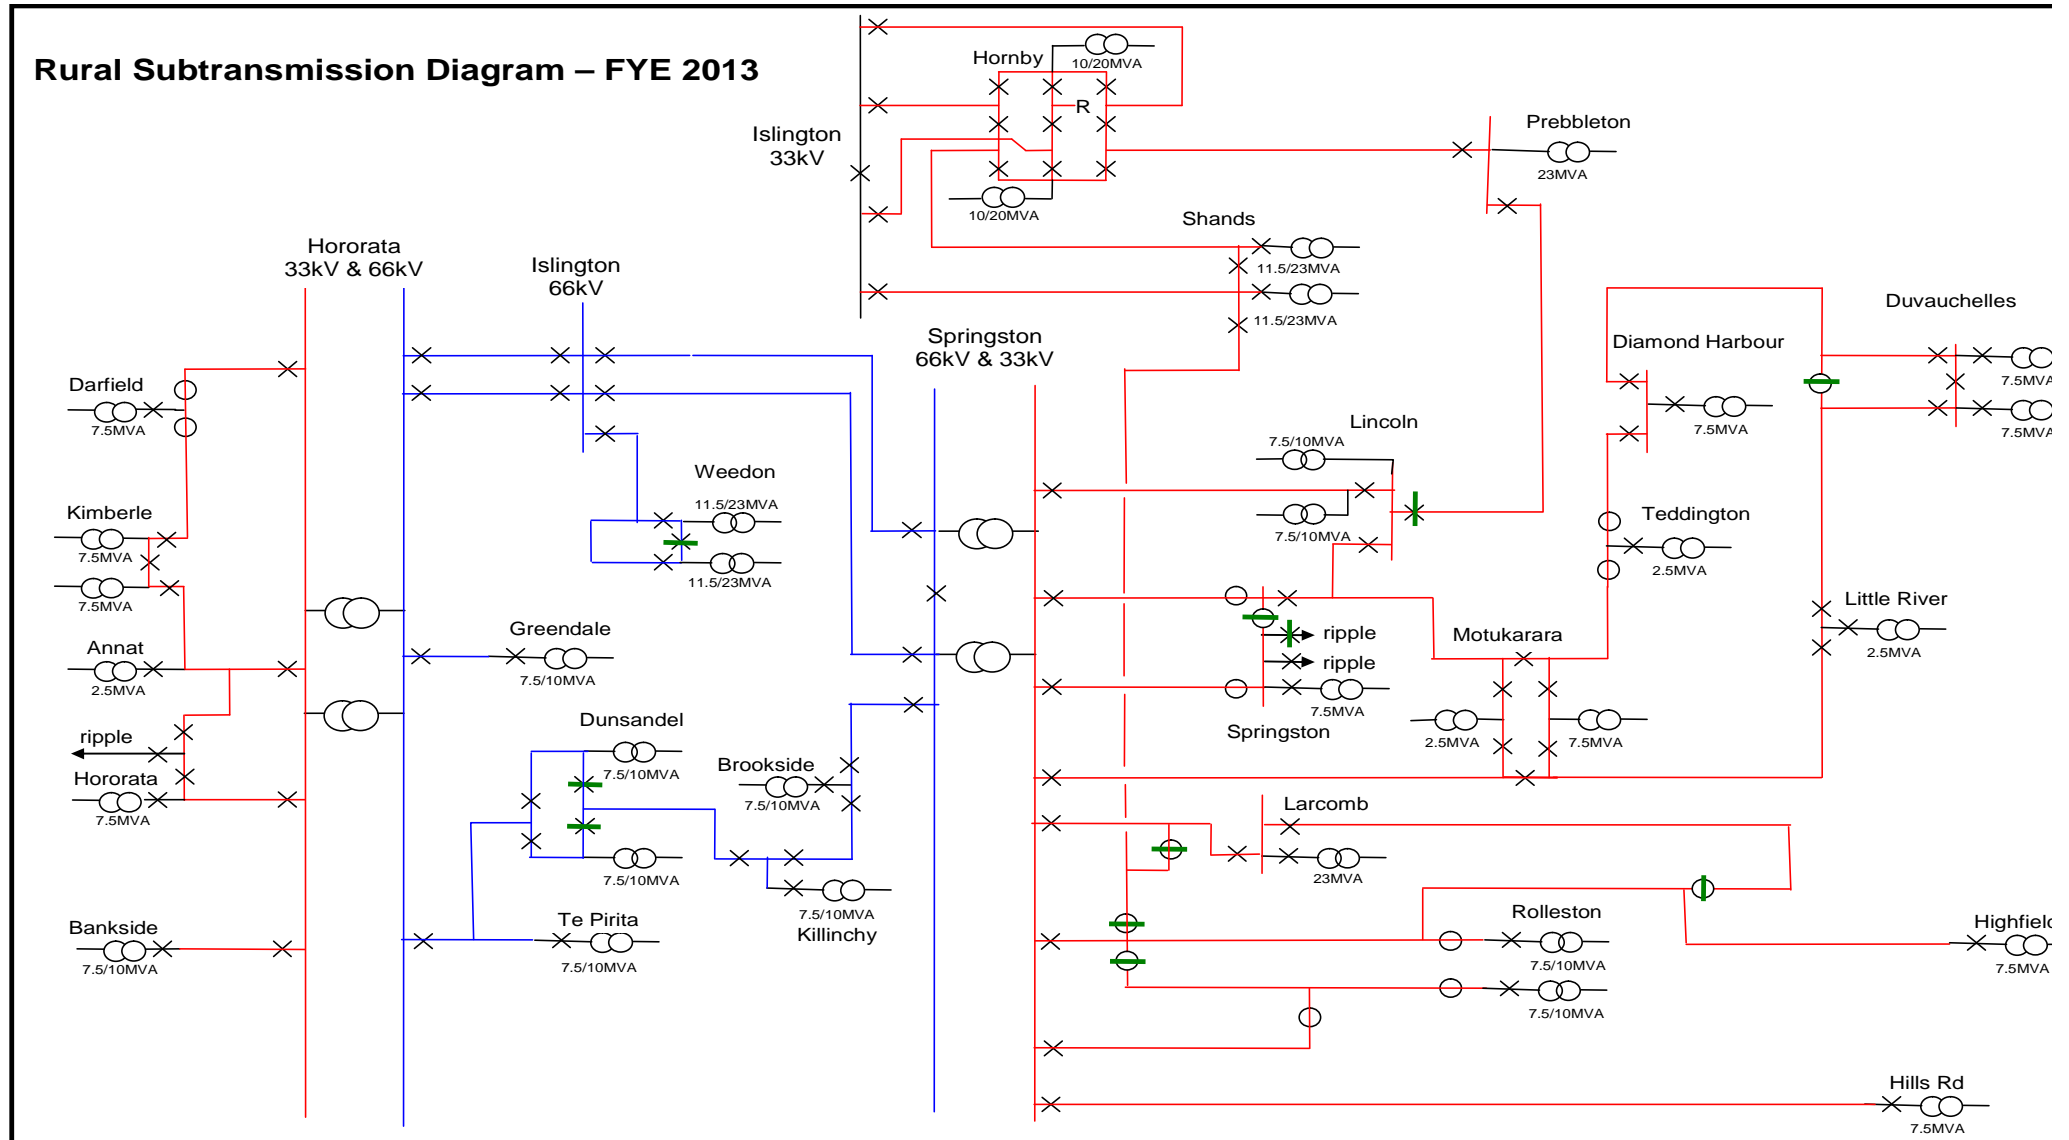 Rural Subtransmission Diagram – FYE 2013
Hornby
10/20MVA
R
10/20MVA
Islington
33kV
Prebbleton
23MVA
Shands
11.5/23MVA
11.5/23MVA
Hororata
33kV & 66kV
Islington
66kV
Springston
66kV & 33kV
Darfield
7.5MVA
Kimberle
7.5MVA
7.5MVA
Annat
2.5MVA
ripple
Hororata
7.5MVA
Bankside
7.5/10MVA
Weedon
11.5/23MVA
11.5/23MVA
Greendale
7.5/10MVA
Dunsandel
7.5/10MVA
7.5/10MVA
Brookside
7.5/10MVA
7.5/10MVA
Killinchy
Te Pirita
7.5/10MVA
Lincoln
7.5/10MVA
7.5/10MVA
ripple
ripple
7.5MVA
Springston
Diamond Harbour
7.5MVA
Duvauchelles
7.5MVA
7.5MVA
Teddington
2.5MVA
Little River
2.5MVA
Motukarara
2.5MVA
7.5MVA
Larcomb
23MVA
Rolleston
7.5/10MVA
7.5/10MVA
Highfield
7.5MVA
Hills Rd
7.5MVA